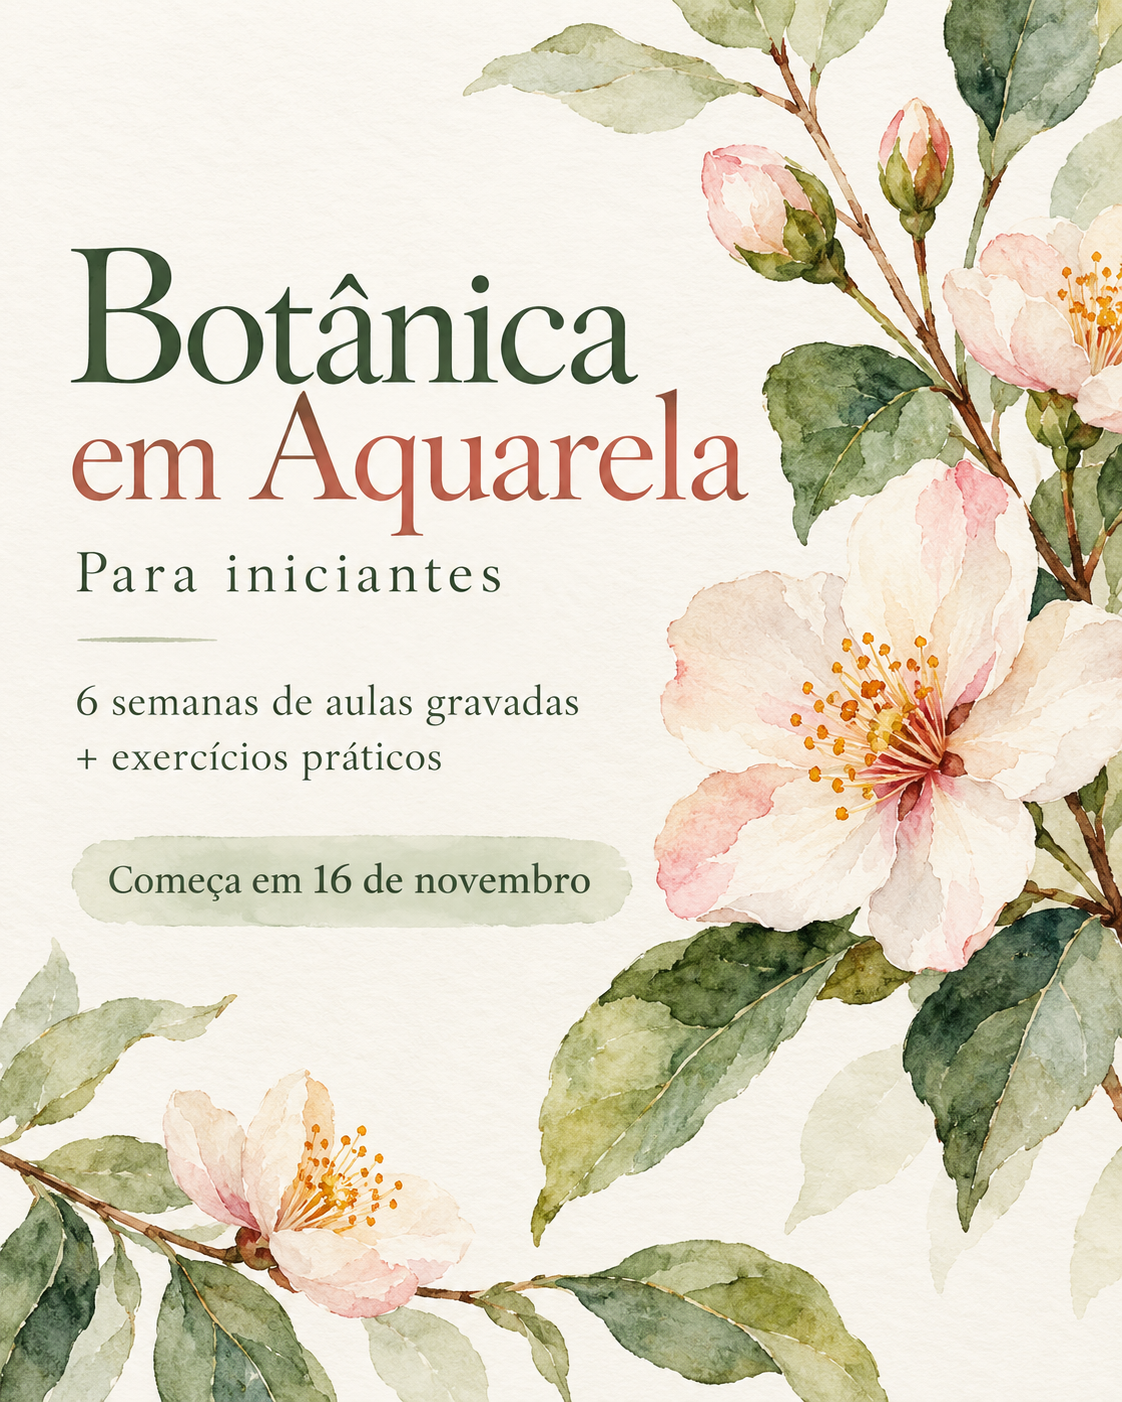 Botânica
em Aquarela
Para iniciantes
6 semanas de aulas gravadas
+ exercícios práticos
Começa em 16 de novembro